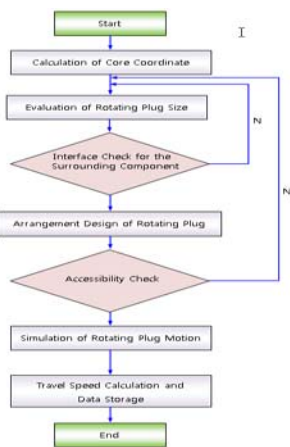 Start
Calculation of Core Coordinate
Evaluation of Rotating Plug Size
Interface Check for the
Surrounding Component
N
Arrangement Design of Rotating Plug
N
Accessibility Check
Simulation of Rotating Plug Motion
Travel Speed Calculation and
Data Storage
End